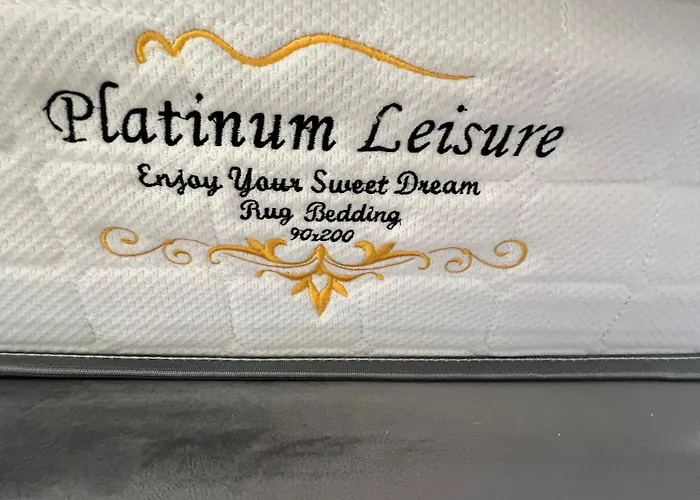 Platinum Leisure
Enjoy Your Sweet Dream
Rug Bedding
90x200